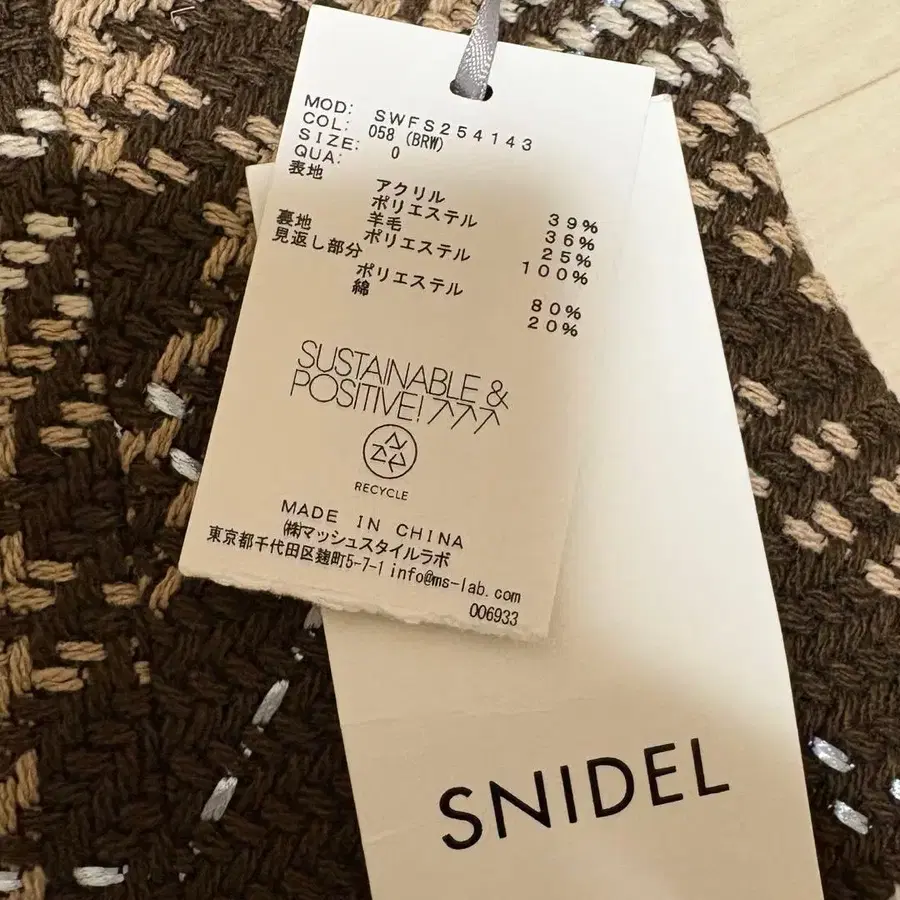 MOD: SWFS254143
COL: 058 (BRW)
SIZE: 0
QUA:
表地
アクリル 39%
ポリエステル 36%
羊毛 25%
裏地 ポリエステル 100%
見返し部分
ポリエステル 80%
綿 20%
SUSTAINABLE &
POSITIVE!
RECYCLE
MADE IN CHINA
㈱マッシュスタイルラボ
東京都千代田区麹町5-7-1 info@ms-lab.com
006933
SNIDEL